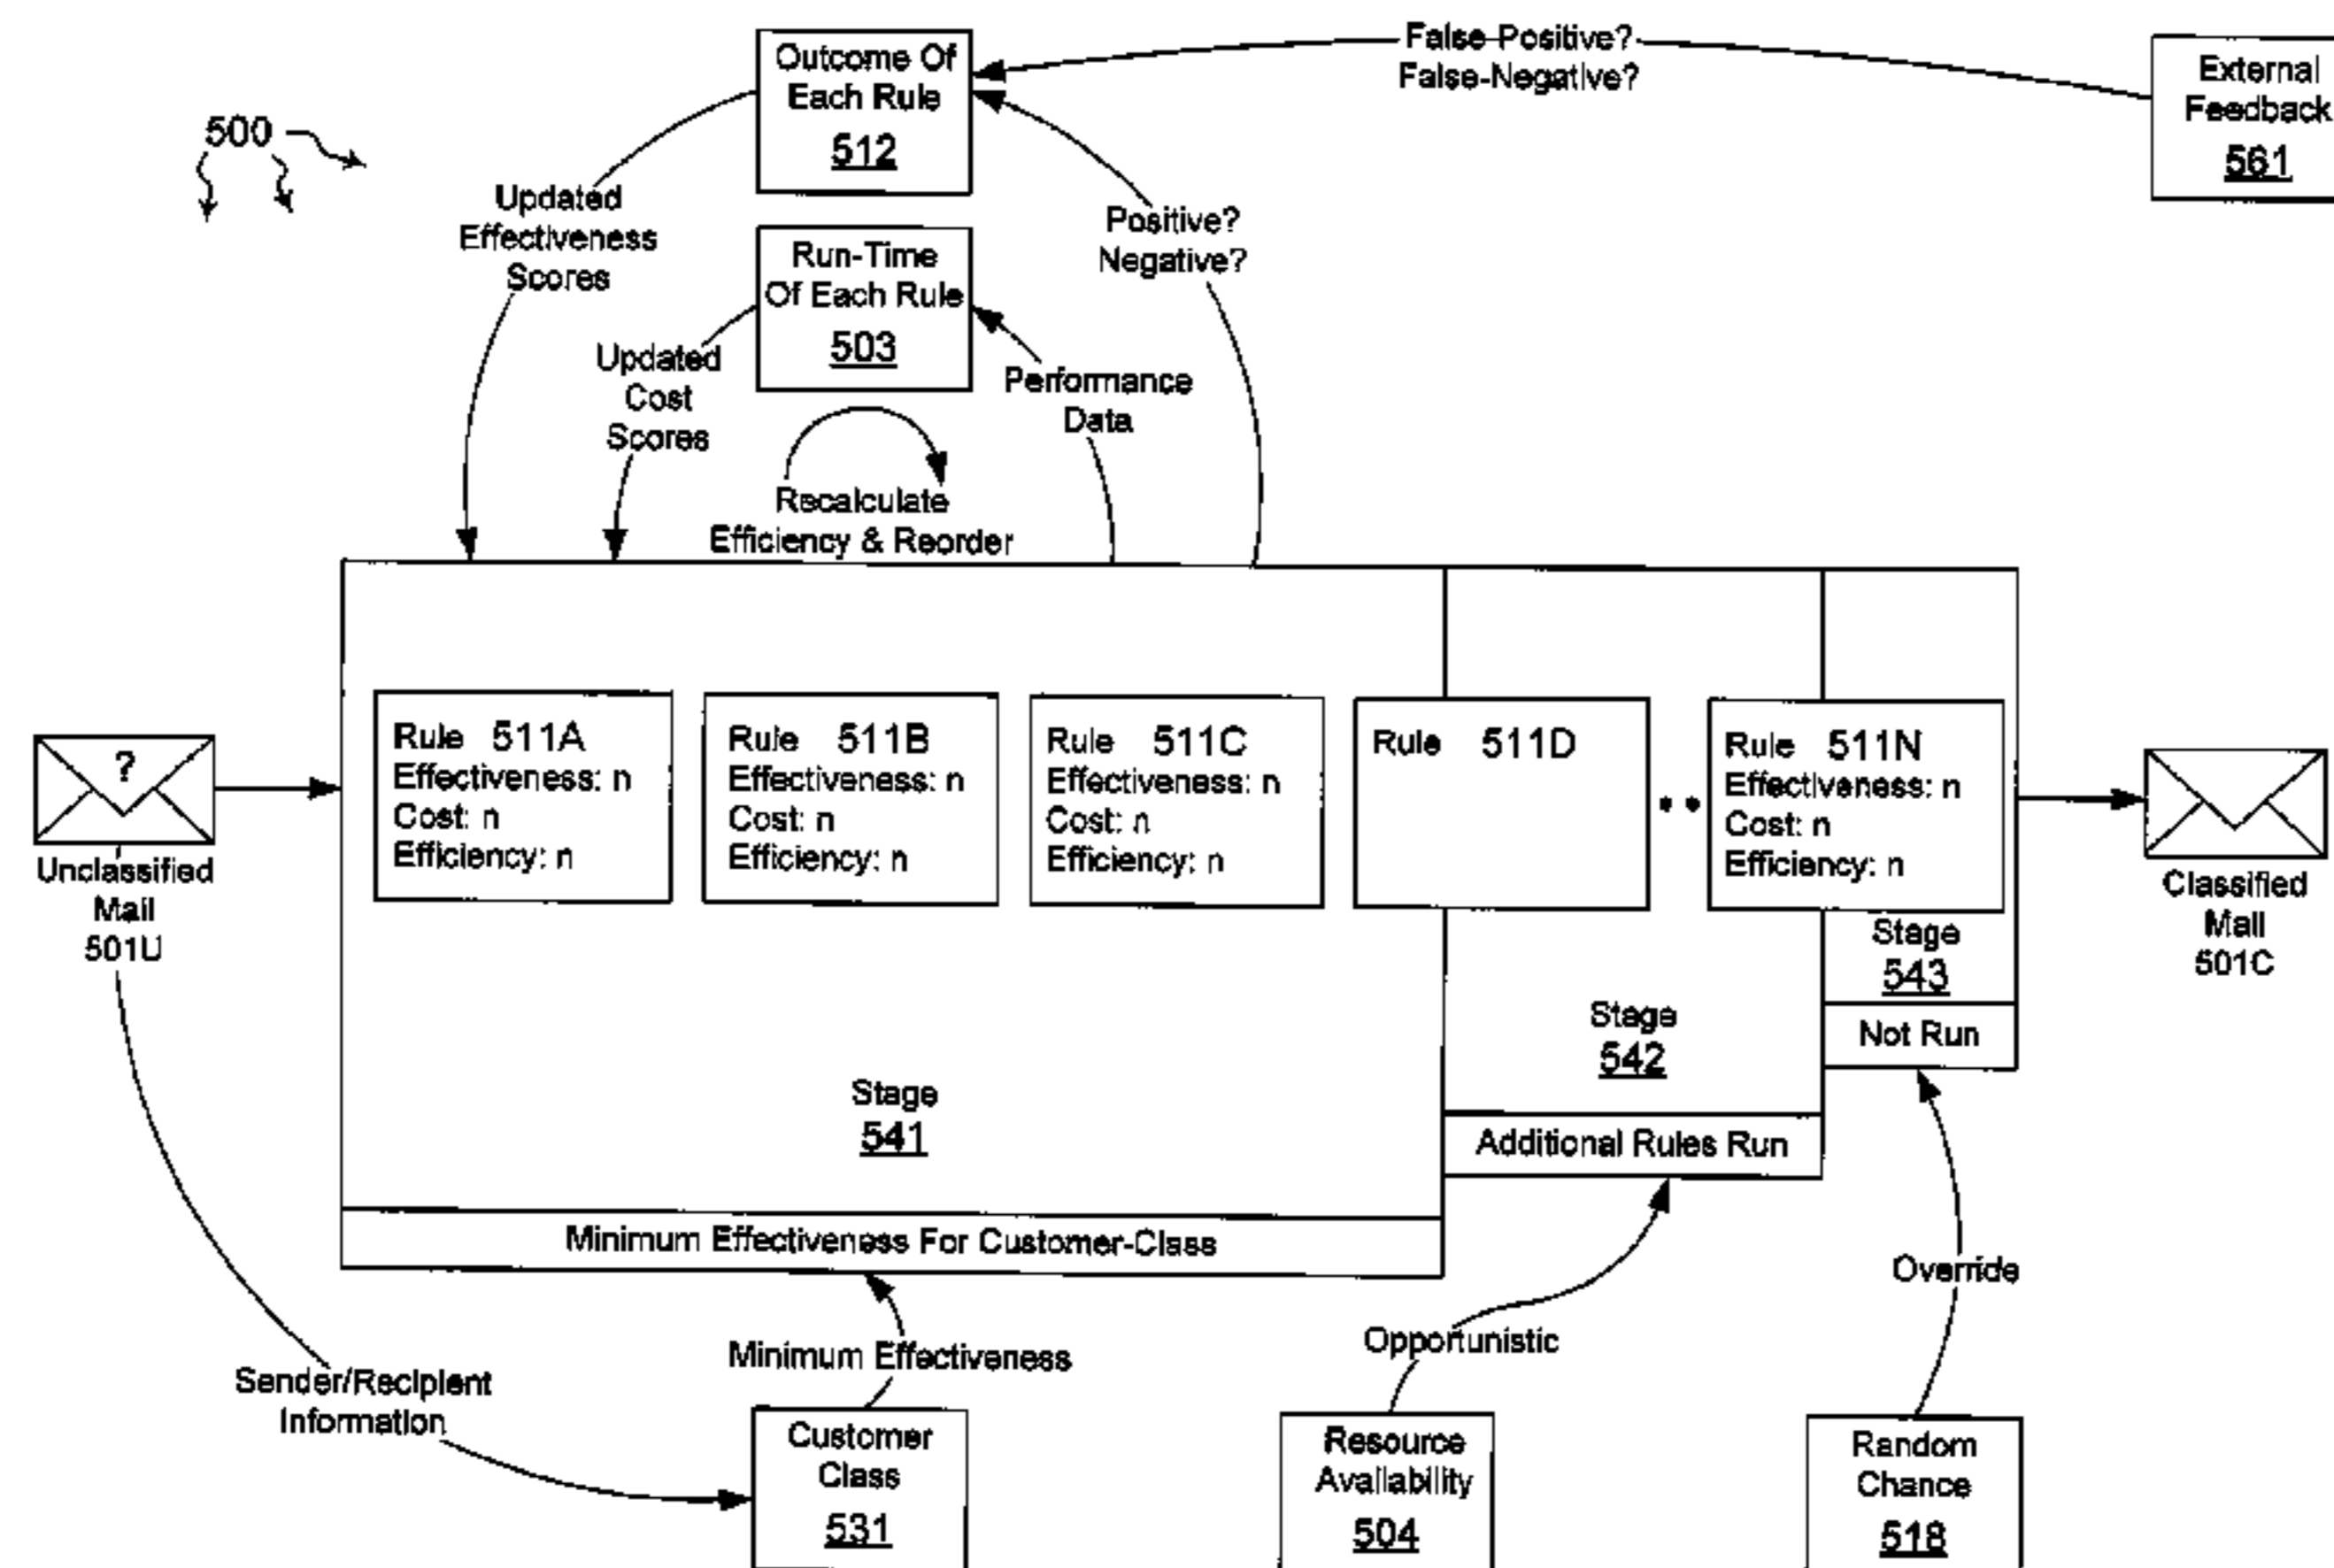 Outcome Of
Each Rule
512
False-Positive?
False-Negative?
External
Feedback
561
500
Updated
Effectiveness
Scores
Positive?
Negative?
Run-Time
Of Each Rule
503
Updated
Cost
Scores
Performance
Data
Recalculate
Efficiency & Reorder
?
Unclassified
Mail
501U
Rule 511A
Effectiveness: n
Cost: n
Efficiency: n
Rule 511B
Effectiveness: n
Cost: n
Efficiency: n
Rule 511C
Effectiveness: n
Cost: n
Efficiency: n
Rule 511D
Rule 511N
Effectiveness: n
Cost: n
Efficiency: n
Classified
Mail
501C
Stage
543
Not Run
Stage
542
Additional Rules Run
Stage
541
Minimum Effectiveness For Customer-Class
Override
Opportunistic
Minimum Effectiveness
Sender/Recipient
Information
Customer
Class
531
Resource
Availability
504
Random
Chance
518